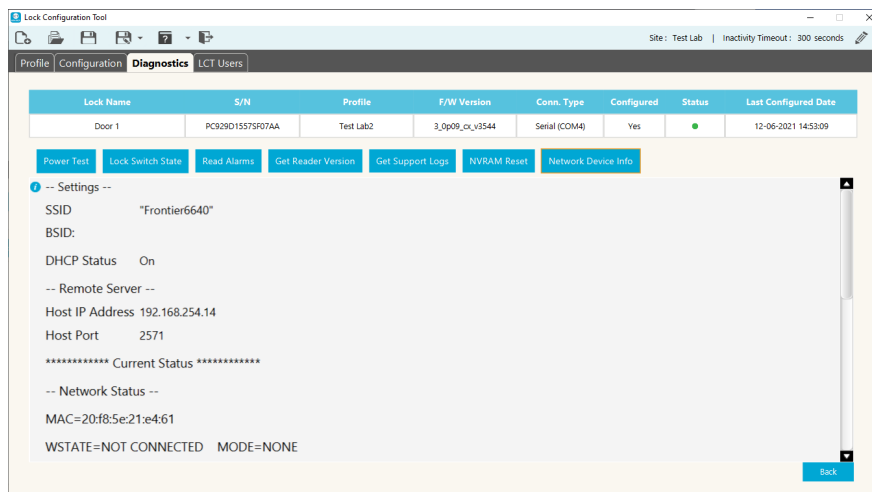 Lock Configuration Tool
Site : Test Lab | Inactivity Timeout : 300 seconds
Profile Configuration Diagnostics LCT Users
Lock Name S/N Profile F/W Version Conn. Type Configured Status Last Configured Date
Door 1 PC929D1557SF07AA Test Lab2 3_0p09_cx_v3544 Serial (COM4) Yes 12-06-2021 14:53:09
Power Test Lock Switch State Read Alarms Get Reader Version Get Support Logs NVRAM Reset Network Device Info
-- Settings --
SSID "Frontier6640"
BSID:
DHCP Status On
-- Remote Server --
Host IP Address 192.168.254.14
Host Port 2571
************ Current Status ************
-- Network Status --
MAC=20:f8:5e:21:e4:61
WSTATE=NOT CONNECTED MODE=NONE
Back